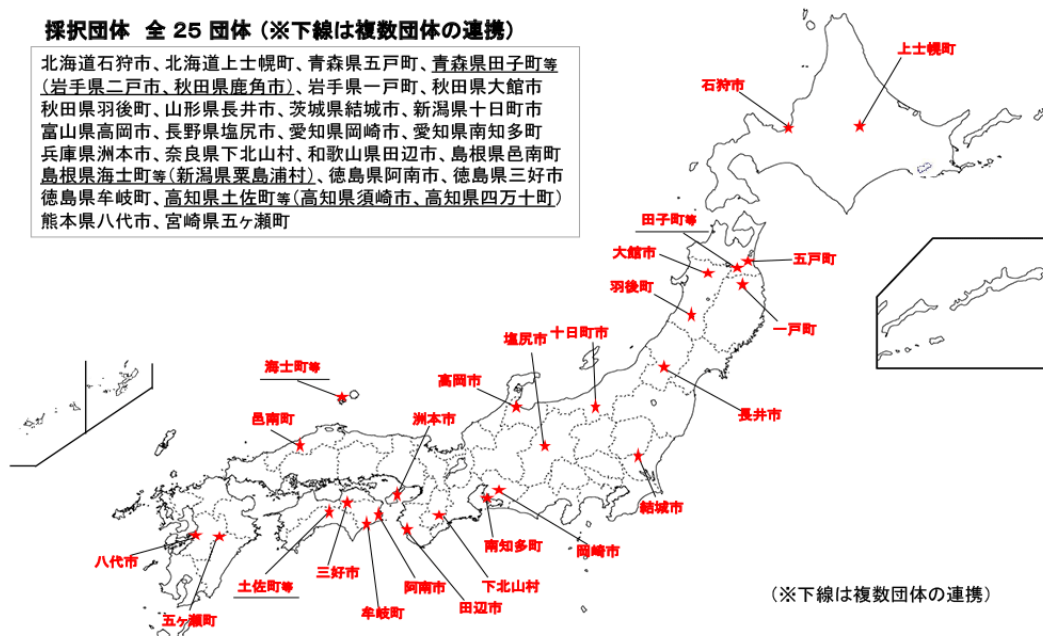 採択団体 全 25 団体 (※下線は複数団体の連携)
北海道石狩市、北海道上士幌町、青森県五戸町、青森県田子町等
(岩手県二戸市、秋田県鹿角市)、岩手県一戸町、秋田県大館市
秋田県羽後町、山形県長井市、茨城県結城市、新潟県十日町市
富山県高岡市、長野県塩尻市、愛知県岡崎市、愛知県南知多町
兵庫県洲本市、奈良県下北山村、和歌山県田辺市、島根県邑南町
島根県海士町等(新潟県粟島浦村)、徳島県阿南市、徳島県三好市
徳島県牟岐町、高知県土佐町等(高知県須崎市、高知県四万十町)
熊本県八代市、宮崎県五ヶ瀬町
上士幌町
石狩市
田子町等
大館市
五戸町
羽後町
一戸町
十日町市
塩尻市
海士町等
高岡市
長井市
邑南町
洲本市
結城市
南知多町
岡崎市
八代市
三好市
阿南市
下北山村
土佐町等
田辺市
牟岐町
五ヶ瀬町
(※下線は複数団体の連携)